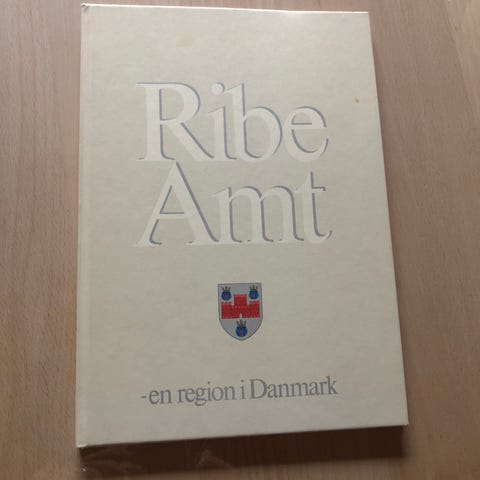 Ribe
Amt
-en region i Danmark